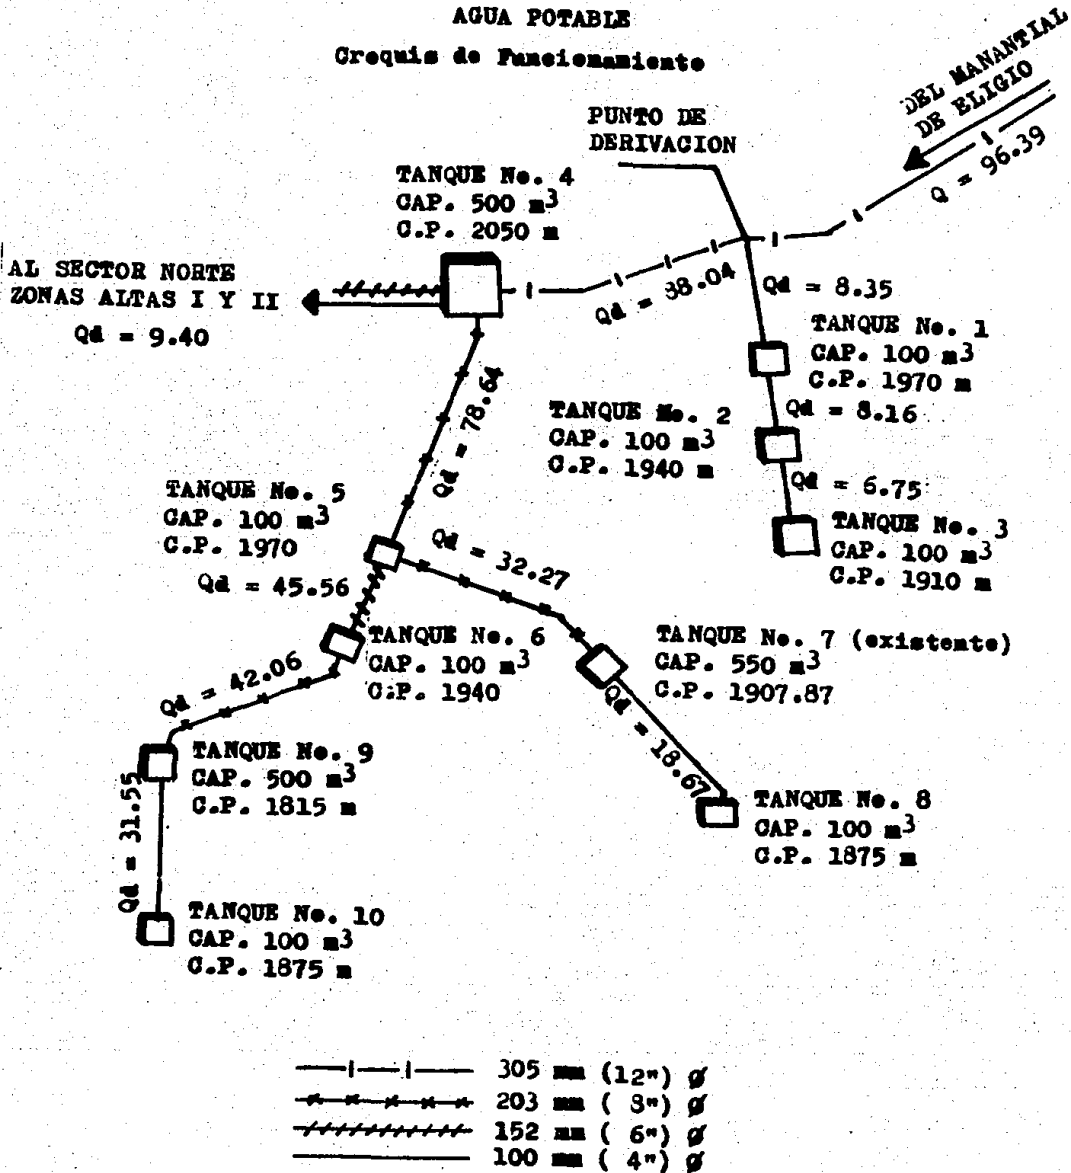 AGUA POTABLE
Croquis de Funcionamiento
DEL MANANTIAL
DE ELIGIO
Q = 96.39
PUNTO DE
DERIVACION
TANQUE No. 4
CAP. 500 m3
C.P. 2050 m
AL SECTOR NORTE
ZONAS ALTAS I Y II
Qd = 9.40
Qd = 88.04
Qd = 8.35
TANQUE No. 1
CAP. 100 m3
C.P. 1970 m
Qd = 78.64
TANQUE No. 2
CAP. 100 m3
C.P. 1940 m
Qd = 8.16
Qd = 6.75
TANQUE No. 3
CAP. 100 m3
C.P. 1910 m
TANQUE No. 5
CAP. 100 m3
C.P. 1970
Qd = 32.27
Qd = 45.56
TANQUE No. 6
CAP. 100 m3
C.P. 1940
TANQUE No. 7 (existente)
CAP. 550 m3
C.P. 1907.87
Qd = 42.06
Qd = 18.67
TANQUE No. 9
CAP. 500 m3
C.P. 1815 m
TANQUE No. 8
CAP. 100 m3
C.P. 1875 m
Qd = 31.55
TANQUE No. 10
CAP. 100 m3
C.P. 1875 m
305 mm (12") Ø
203 mm ( 8") Ø
152 mm ( 6") Ø
100 mm ( 4") Ø